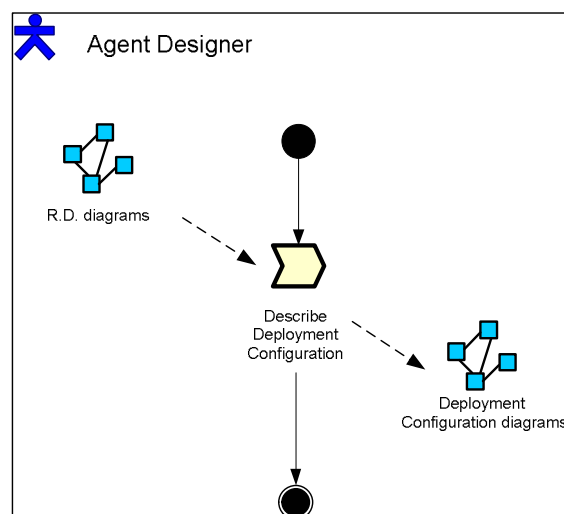 Agent Designer
R.D. diagrams
Describe
Deployment
Configuration
Deployment
Configuration diagrams